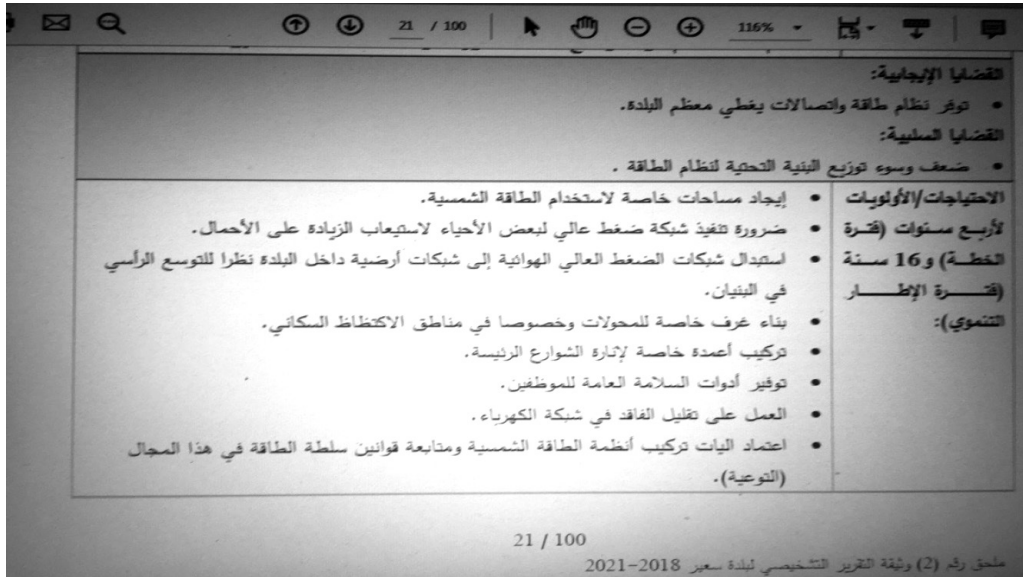 21 / 100
116%
القضايا الإيجابية:
• توفر نظام طاقة واتصالات يغطي معظم البلدة.
القضايا السلبية:
• ضعف وسوء توزيع البنية التحتية لنظام الطاقة .
الاحتياجات/الأولويات
لأربع سنوات (فترة
الخطة) و16 سنة
(فترة الإطار
التنموي):
• إيجاد مساحات خاصة لاستخدام الطاقة الشمسية.
• ضرورة تنفيذ شبكة ضغط عالي لبعض الأحياء لاستيعاب الزيادة على الأحمال.
• استبدال شبكات الضغط العالي الهوائية إلى شبكات أرضية داخل البلدة نظرا للتوسع الرأسي
في البنيان.
• بناء غرف خاصة للمحولات وخصوصا في مناطق الاكتظاظ السكاني.
• تركيب أعمدة خاصة لإنارة الشوارع الرئيسة.
• توفير أدوات السلامة العامة للموظفين.
• العمل على تقليل الفاقد في شبكة الكهرباء.
• اعتماد اليات تركيب أنظمة الطاقة الشمسية ومتابعة قوانين سلطة الطاقة في هذا المجال
(التوعية).
21 / 100
ملحق رقم (2) وثيقة التقرير التشخيصي لبلدة سعير 2018-2021